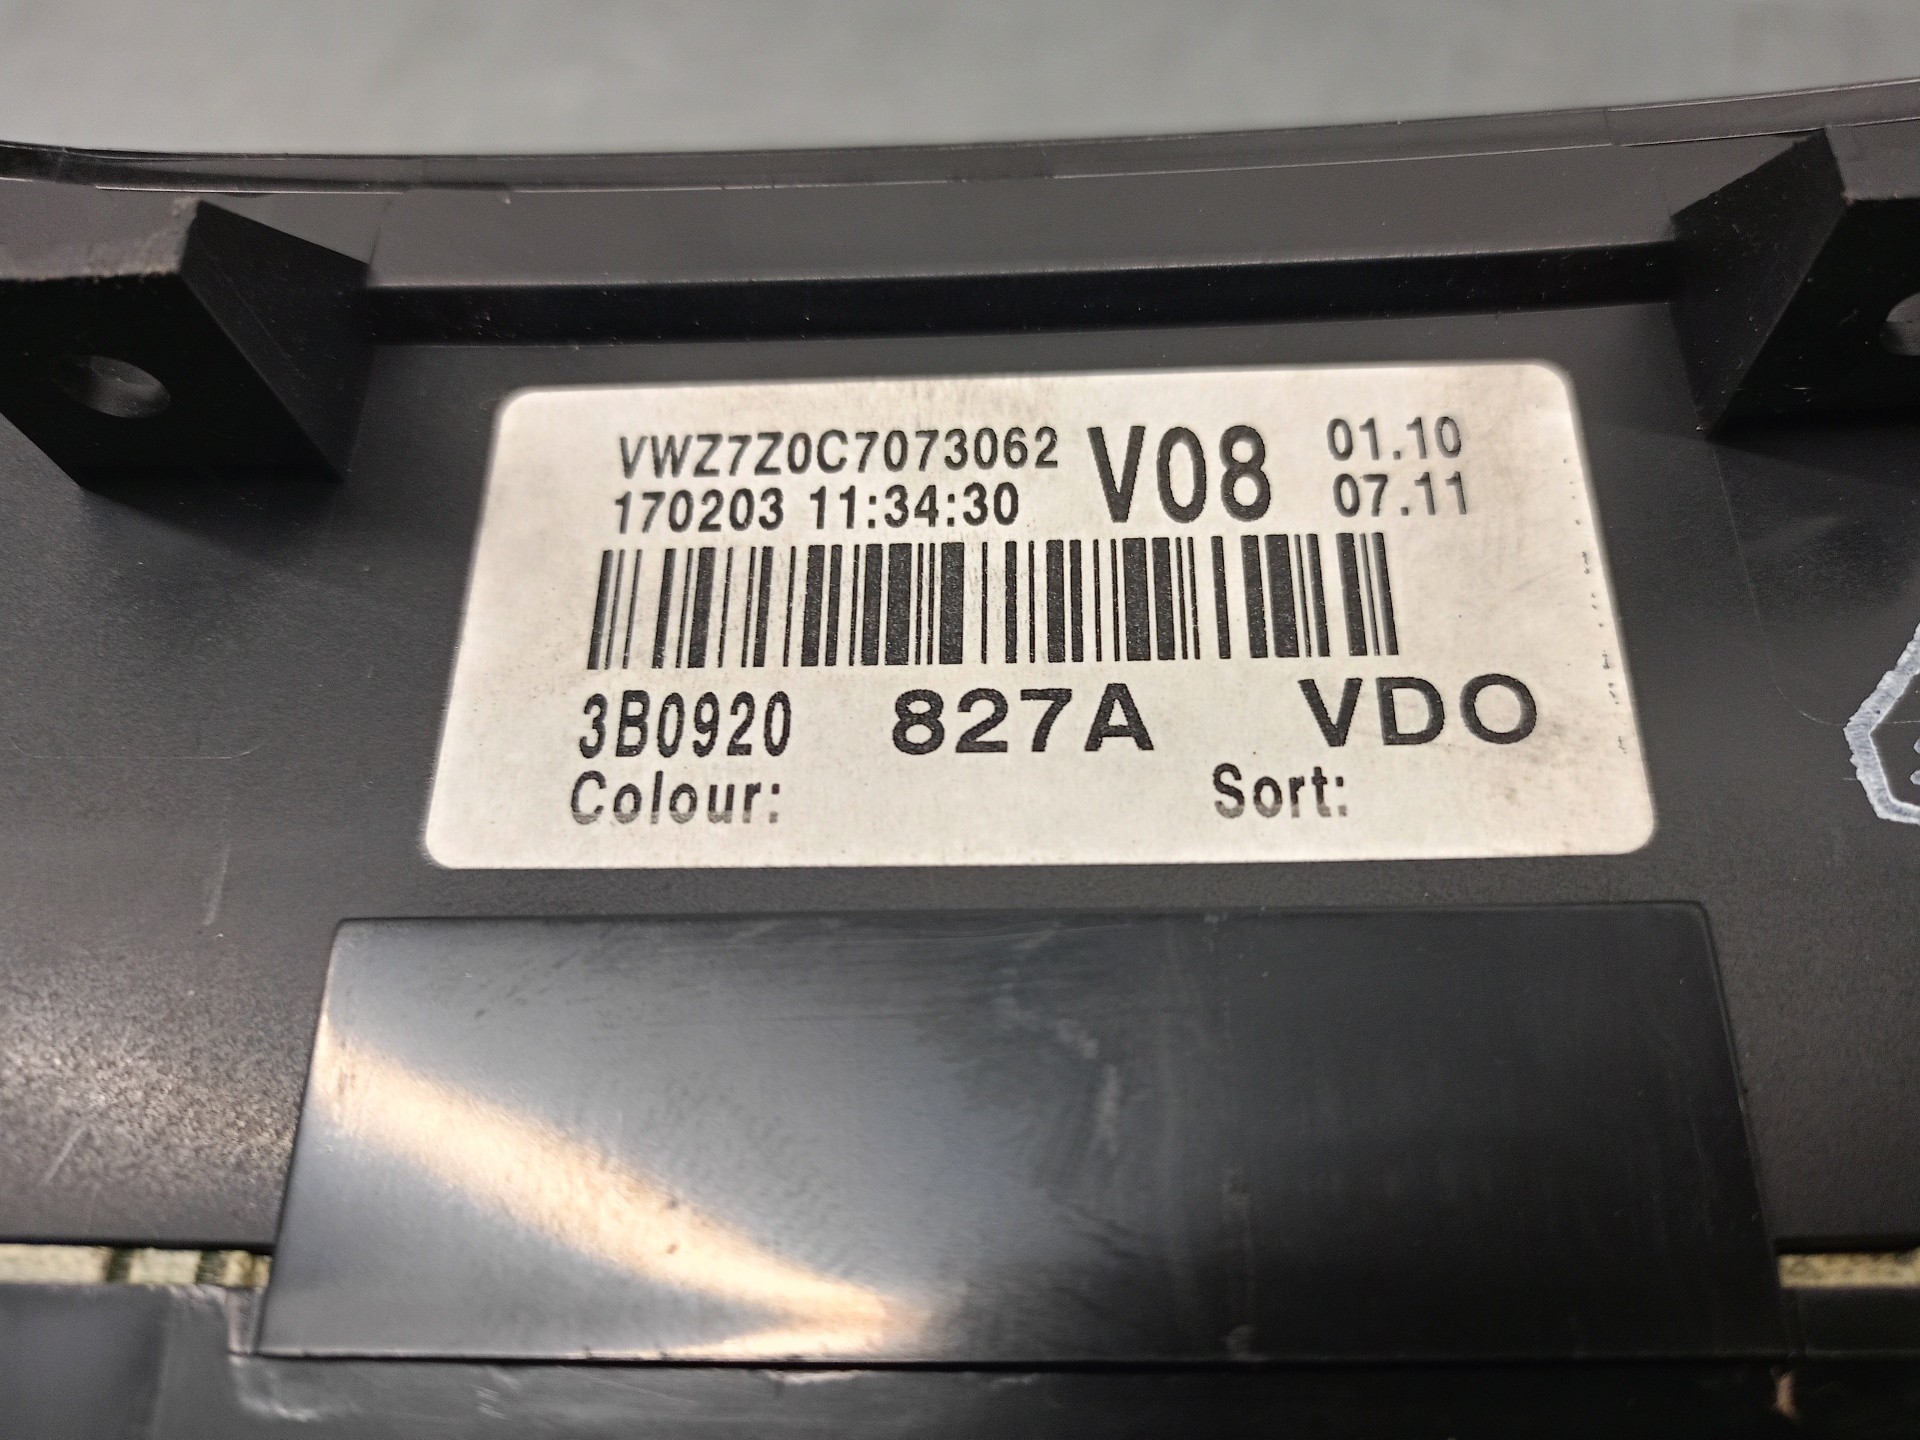 VWZ7Z0C7073062 V08 01.10
170203 11:34:30 07.11
3B0920 827A VDO
Colour: Sort: